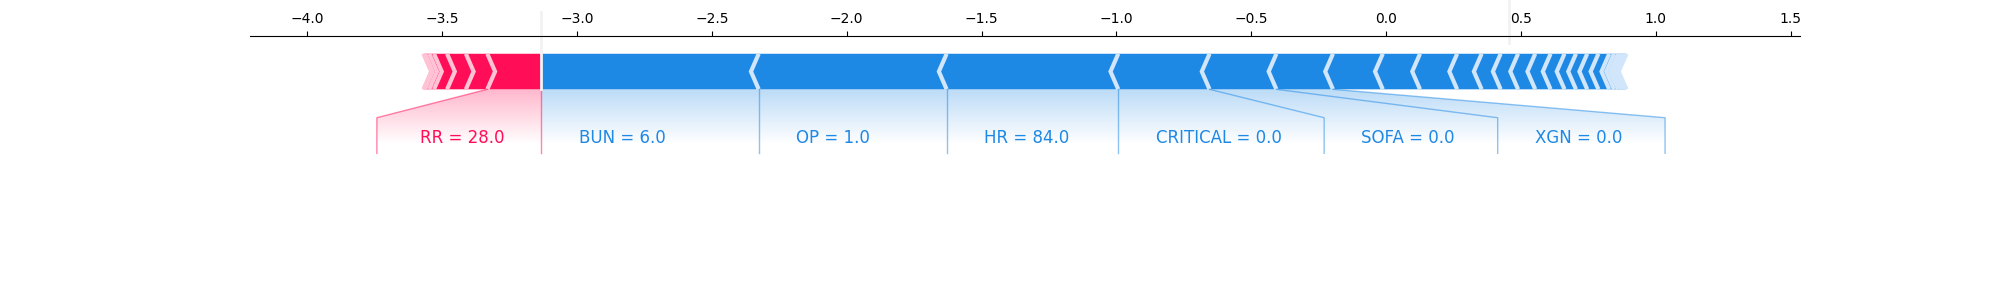 −4.0 −3.5 −3.0 −2.5 −2.0 −1.5 −1.0 −0.5 0.0 0.5 1.0 1.5
RR = 28.0 BUN = 6.0 OP = 1.0 HR = 84.0 CRITICAL = 0.0 SOFA = 0.0 XGN = 0.0